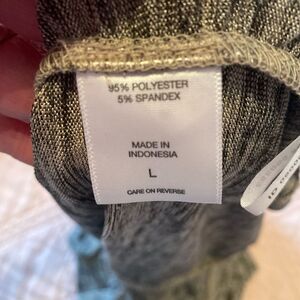 95% POLYESTER
5% SPANDEX
MADE IN
INDONESIA
L
CARE ON REVERSE